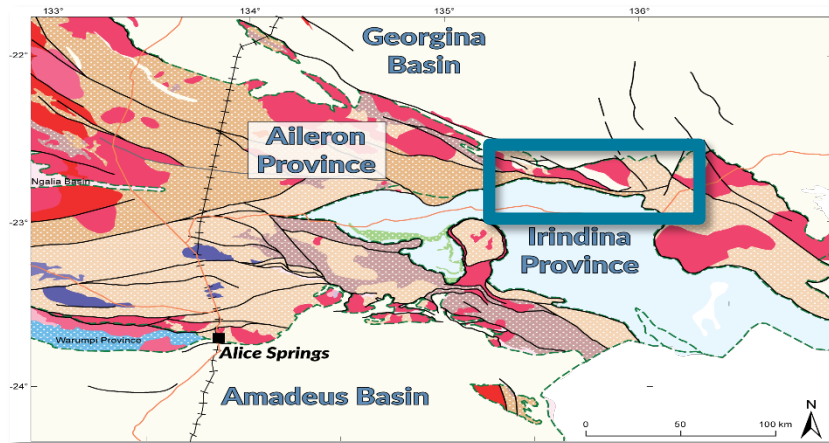 133°
134°
135°
136°
-22°
Georgina
Basin
Aileron
Province
Ngalia Basin
-23°
Irindina
Province
Warumpi Province
Alice Springs
-24°
Amadeus Basin
0
50
100 km
N